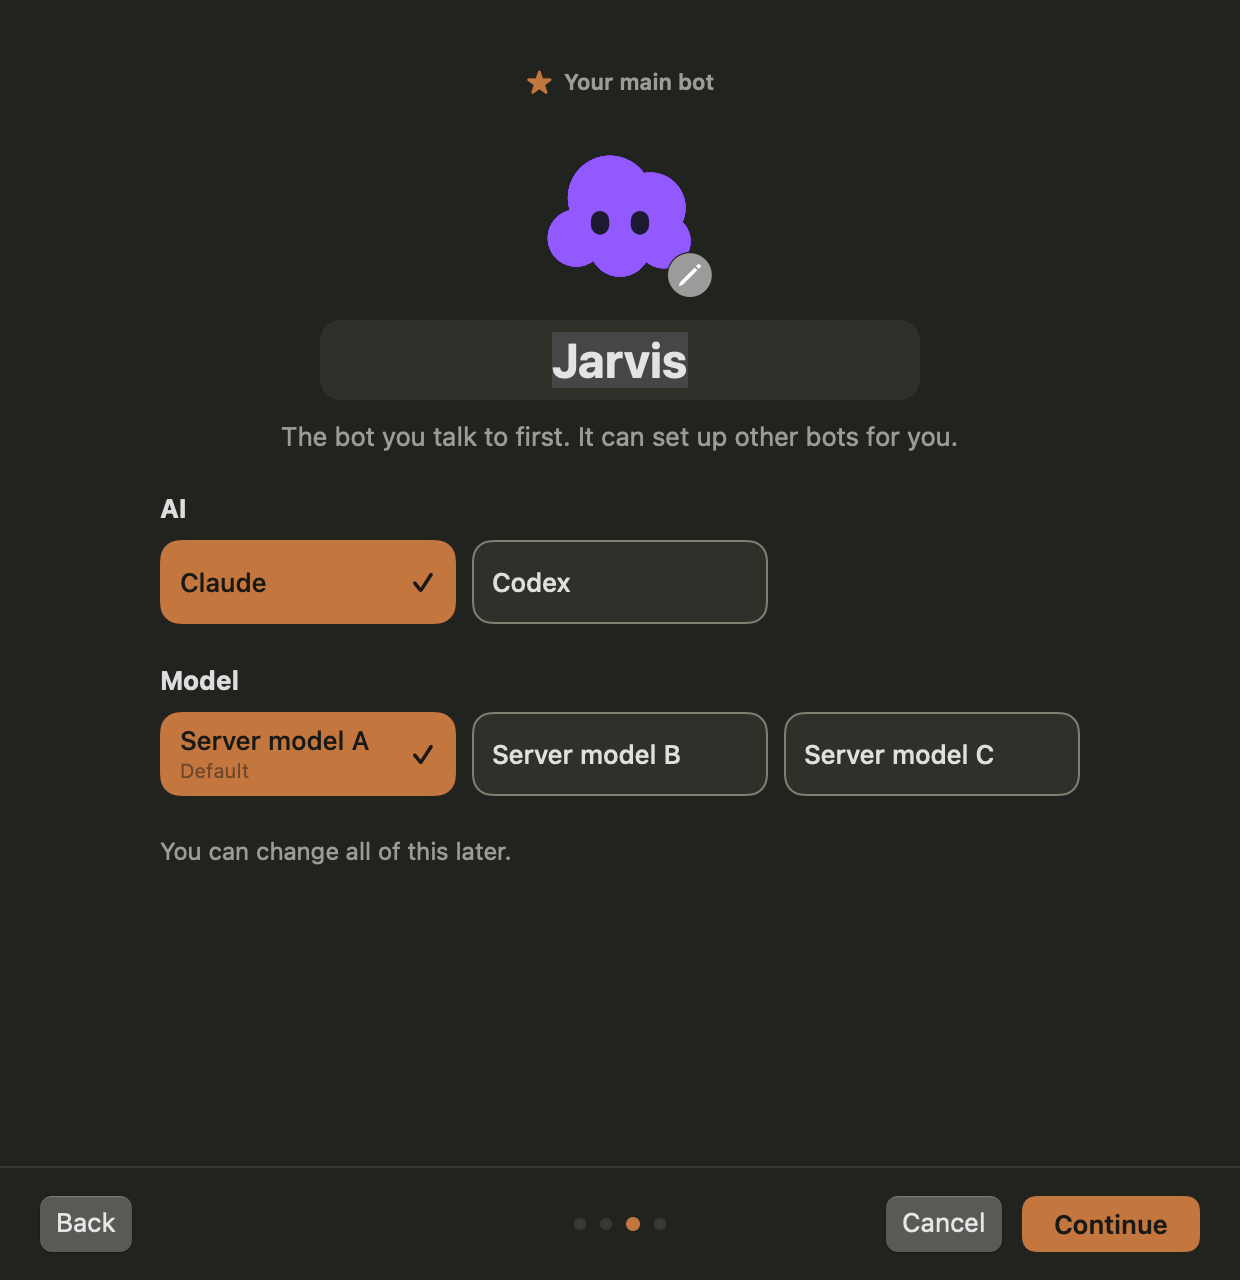 Your main bot
Jarvis
The bot you talk to first. It can set up other bots for you.
AI
Claude
Codex
Model
Server model A
Default
Server model B
Server model C
You can change all of this later.
Back
Cancel
Continue